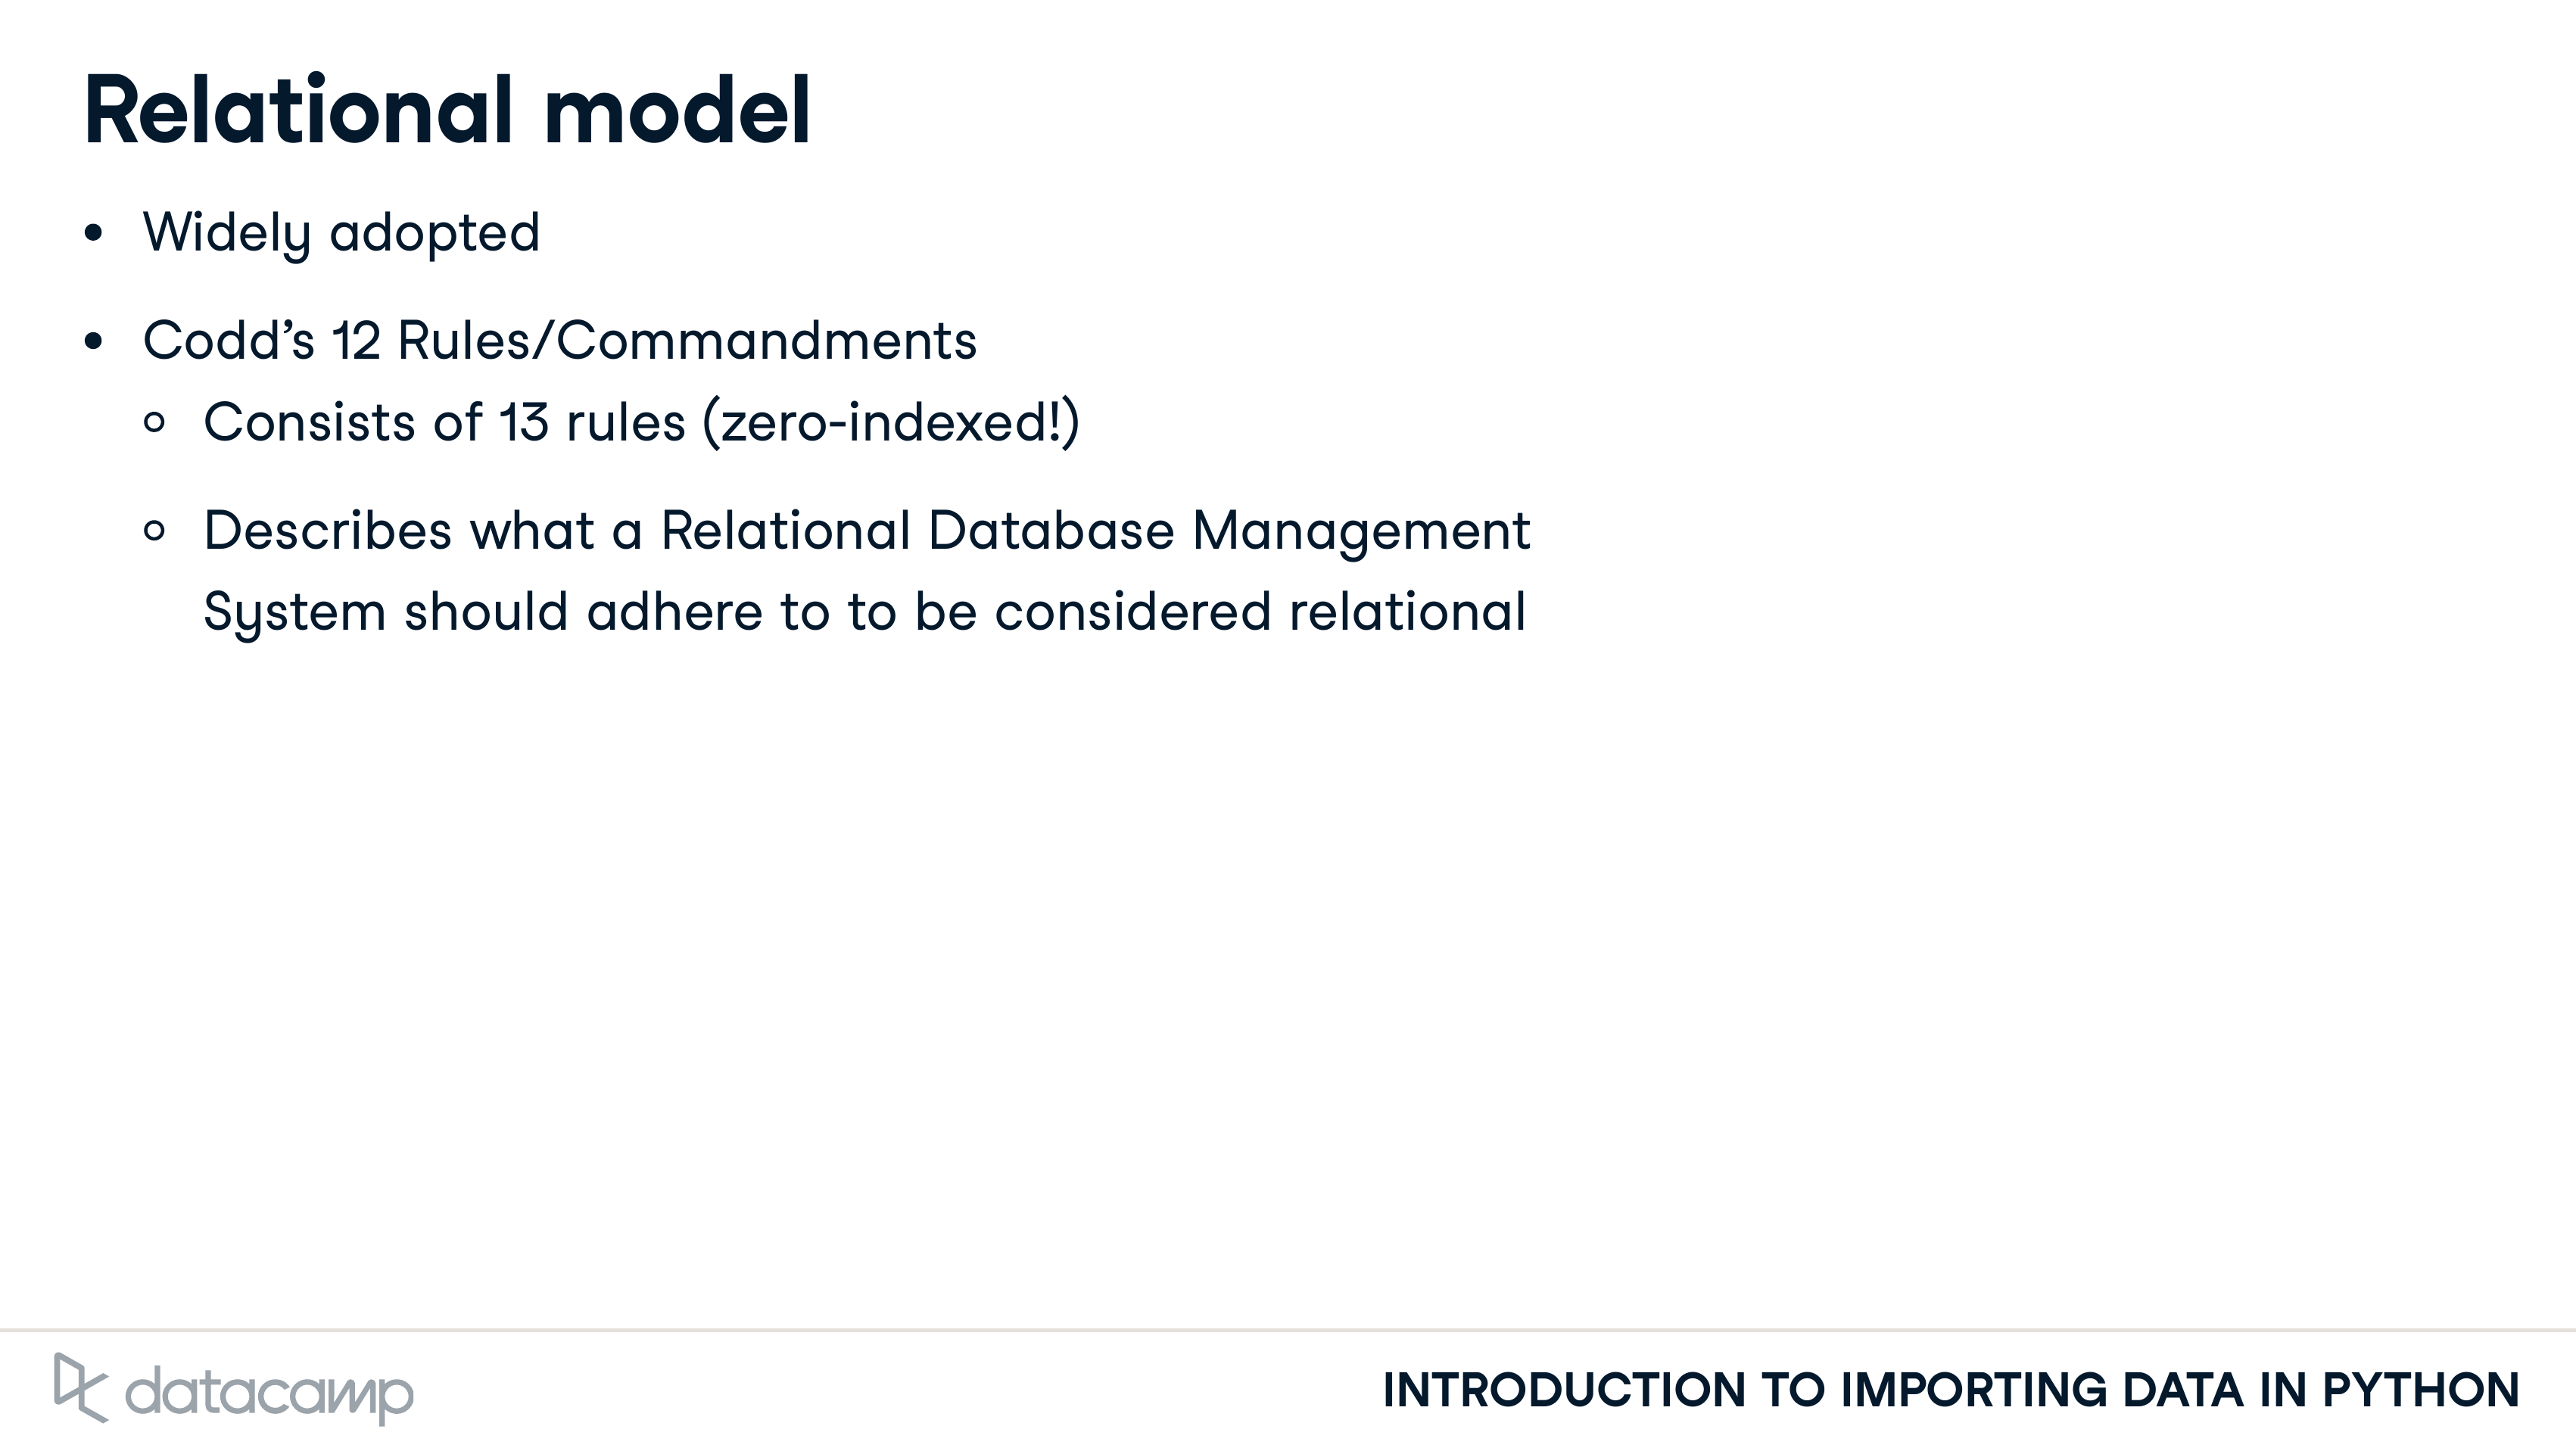 Relational model
• Widely adopted
• Codd’s 12 Rules/Commandments
○ Consists of 13 rules (zero-indexed!)
○ Describes what a Relational Database Management
System should adhere to to be considered relational
datacamp
INTRODUCTION TO IMPORTING DATA IN PYTHON